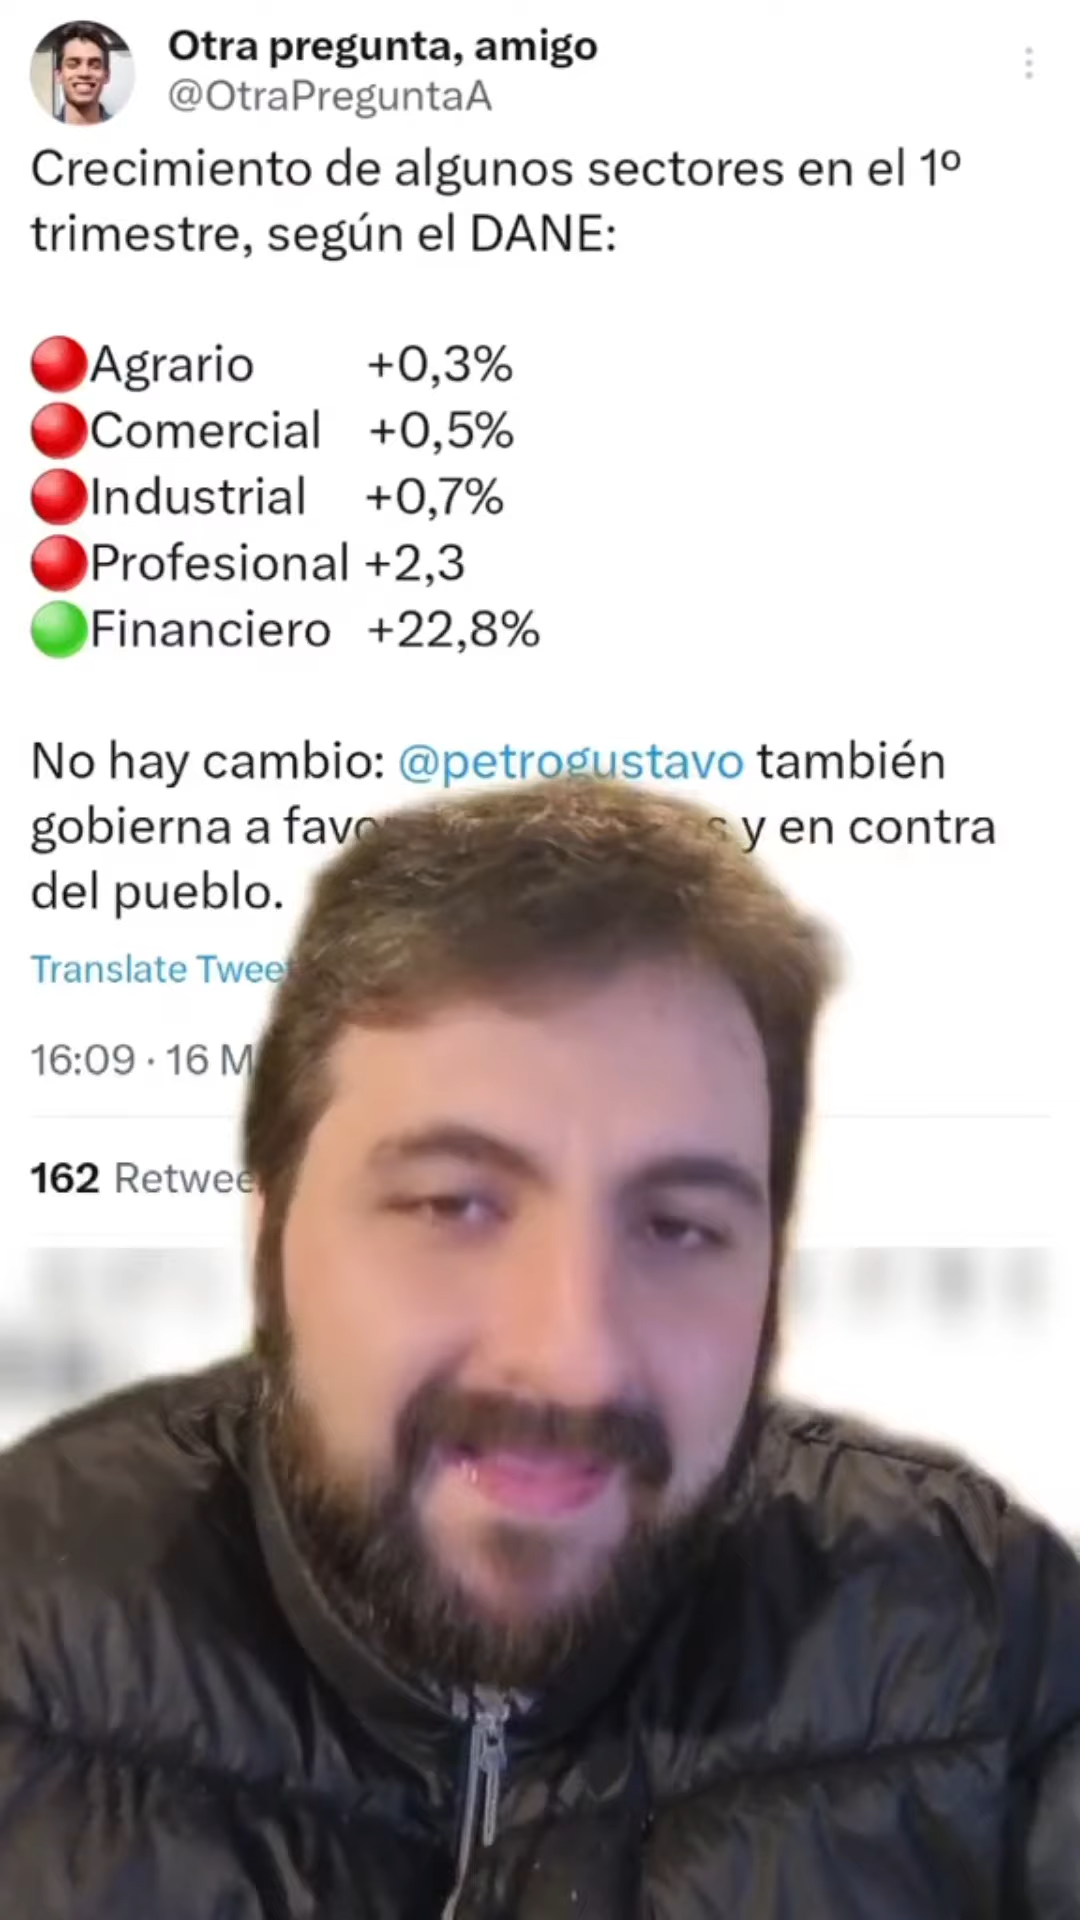 Otra pregunta, amigo
@OtraPreguntaA
Crecimiento de algunos sectores en el 1º
trimestre, según el DANE:
Agrario +0,3%
Comercial +0,5%
Industrial +0,7%
Profesional +2,3
Financiero +22,8%
No hay cambio: @petrogustavo también
gobierna a y en contra
del pueblo.
Translate Tweet
16:09 · 16
162 Retwee